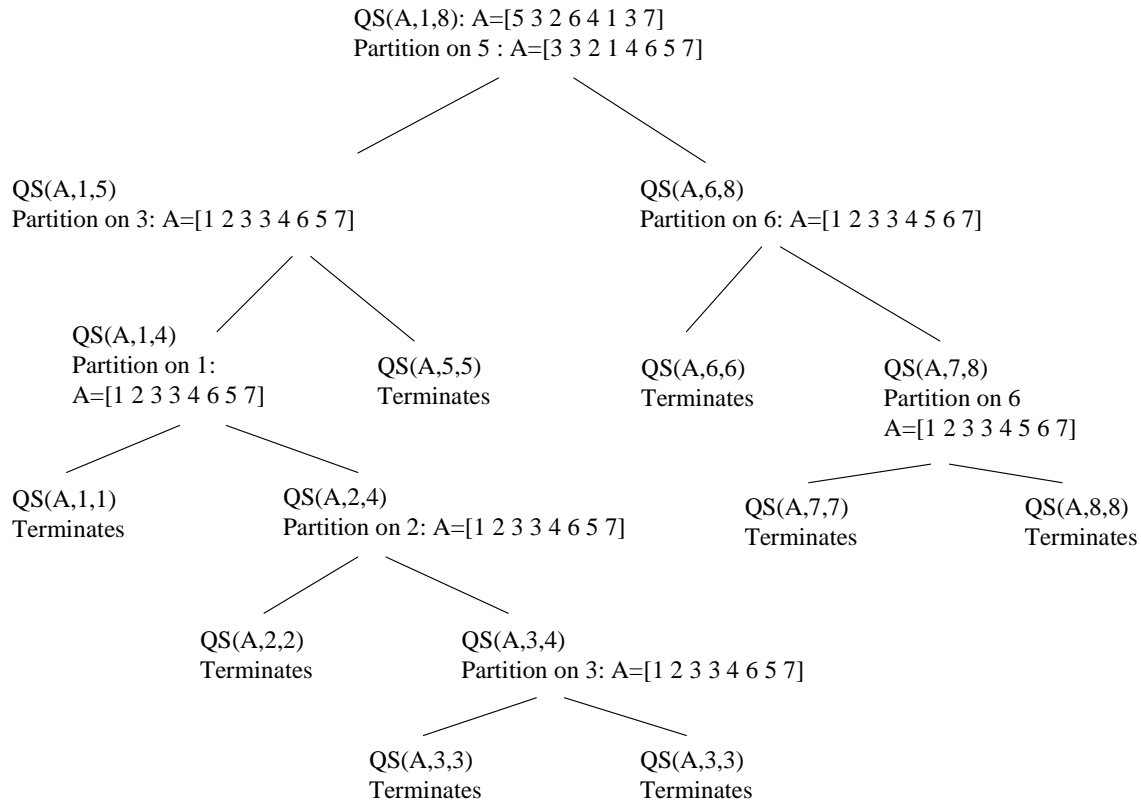 QS(A,1,8): A=[5 3 2 6 4 1 3 7]
Partition on 5 : A=[3 3 2 1 4 6 5 7]
QS(A,1,5)
Partition on 3: A=[1 2 3 3 4 6 5 7]
QS(A,6,8)
Partition on 6: A=[1 2 3 3 4 5 6 7]
QS(A,1,4)
Partition on 1:
A=[1 2 3 3 4 6 5 7]
QS(A,5,5)
Terminates
QS(A,6,6)
Terminates
QS(A,7,8)
Partition on 6
A=[1 2 3 3 4 5 6 7]
QS(A,1,1)
Terminates
QS(A,2,4)
Partition on 2: A=[1 2 3 3 4 6 5 7]
QS(A,7,7)
Terminates
QS(A,8,8)
Terminates
QS(A,2,2)
Terminates
QS(A,3,4)
Partition on 3: A=[1 2 3 3 4 6 5 7]
QS(A,3,3)
Terminates
QS(A,3,3)
Terminates